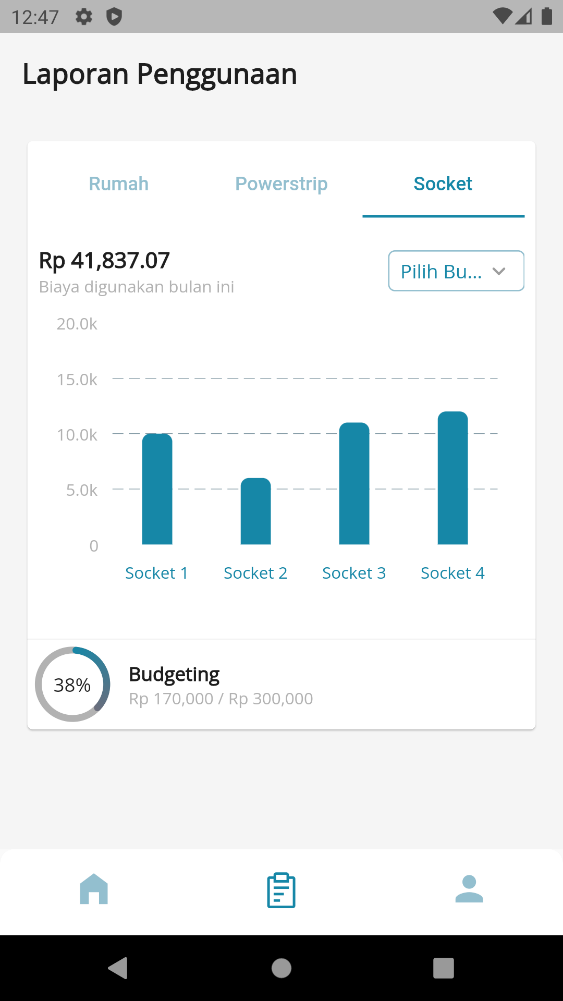 12:47
Laporan Penggunaan
Rumah Powerstrip Socket
Rp 41,837.07
Biaya digunakan bulan ini
Pilih Bu...
20.0k
15.0k
10.0k
5.0k
0
Socket 1 Socket 2 Socket 3 Socket 4
38%
Budgeting
Rp 170,000 / Rp 300,000